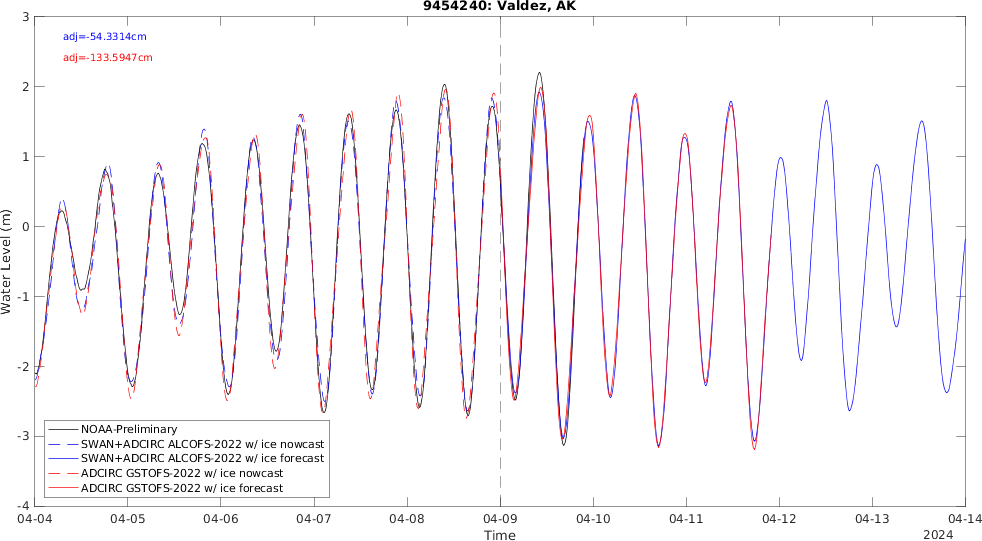 9454240: Valdez, AK
adj=-54.3314cm
adj=-133.5947cm
Water Level (m)
3
2
1
0
-1
-2
-3
-4
NOAA-Preliminary
SWAN+ADCIRC ALCOFS-2022 w/ ice nowcast
SWAN+ADCIRC ALCOFS-2022 w/ ice forecast
ADCIRC GSTOFS-2022 w/ ice nowcast
ADCIRC GSTOFS-2022 w/ ice forecast
04-04 04-05 04-06 04-07 04-08 04-09 04-10 04-11 04-12 04-13 04-14
Time
2024